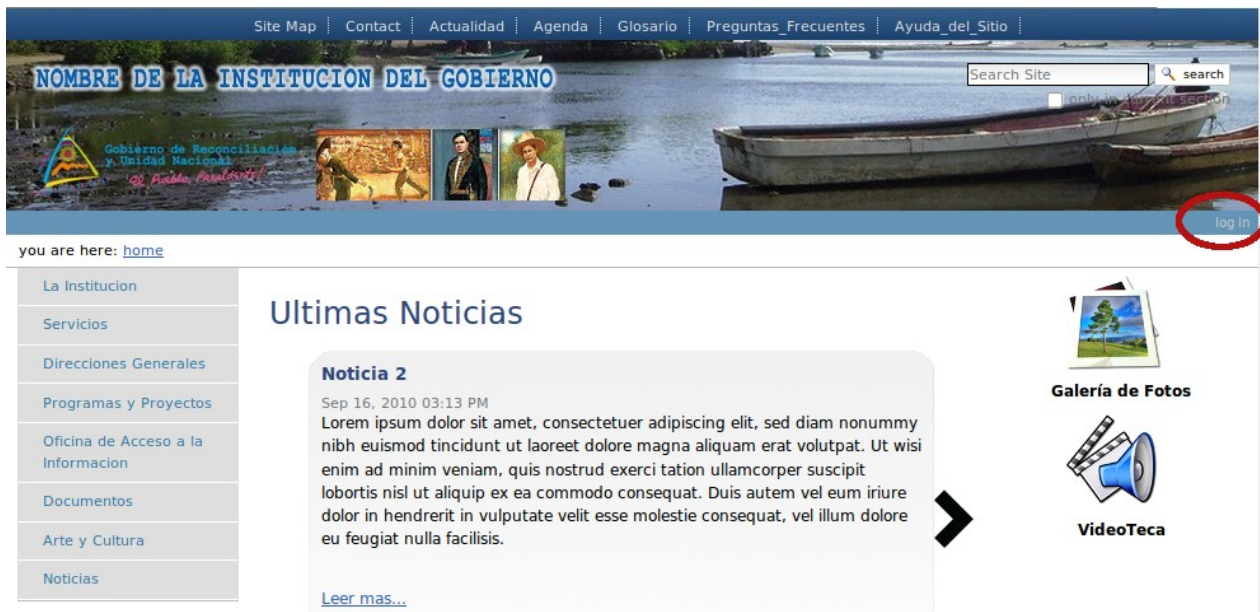 Site Map Contact Actualidad Agenda Glosario Preguntas_Frecuentes Ayuda_del_Sitio
NOMBRE DE LA INSTITUCION DEL GOBIERNO
Search Site search
only in current section
Gobierno de Reconciliación
y Unidad Nacional
El Pueblo, Presidente!
log in
you are here: home
La Institucion
Servicios
Direcciones Generales
Programas y Proyectos
Oficina de Acceso a la
Informacion
Documentos
Arte y Cultura
Noticias
Ultimas Noticias
Noticia 2
Sep 16, 2010 03:13 PM
Lorem ipsum dolor sit amet, consectetuer adipiscing elit, sed diam nonummy
nibh euismod tincidunt ut laoreet dolore magna aliquam erat volutpat. Ut wisi
enim ad minim veniam, quis nostrud exerci tation ullamcorper suscipit
lobortis nisl ut aliquip ex ea commodo consequat. Duis autem vel eum iriure
dolor in hendrerit in vulputate velit esse molestie consequat, vel illum dolore
eu feugiat nulla facilisis.
Leer mas...
Galería de Fotos
VideoTeca